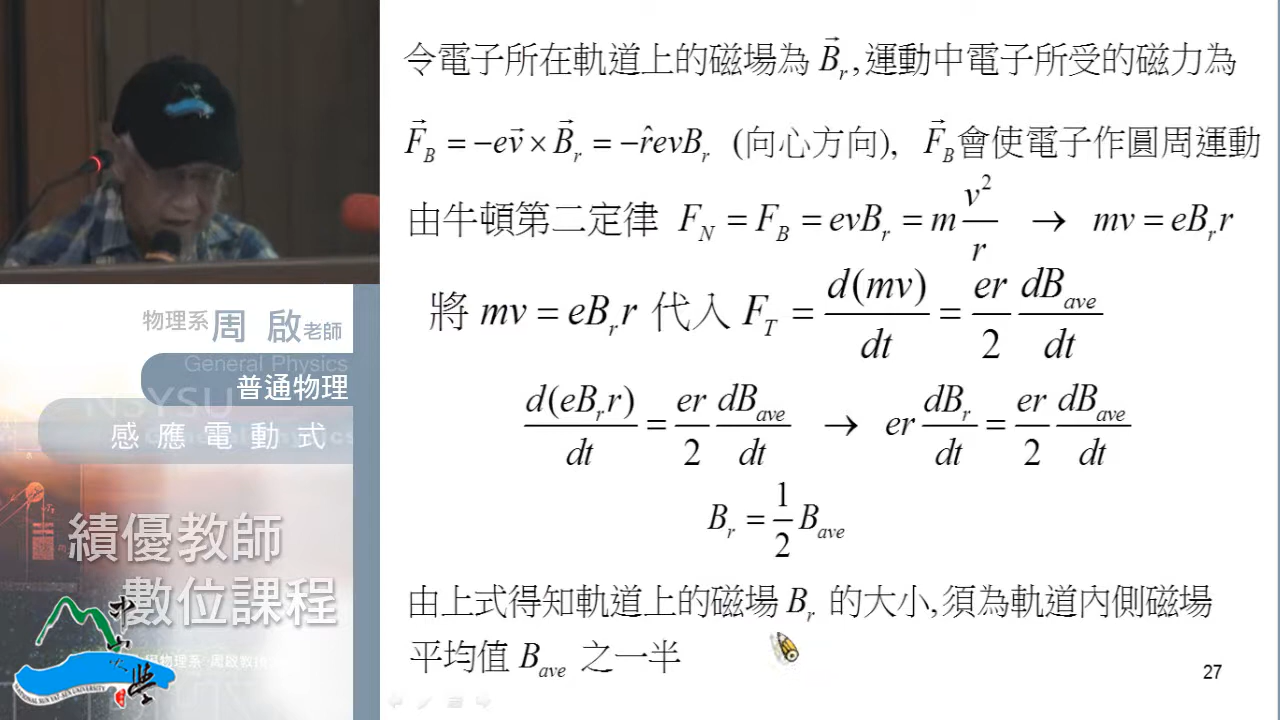 令電子所在軌道上的磁場為 $\vec{B}_r$,運動中電子所受的磁力為
$\vec{F}_B = -e\vec{v} \times \vec{B}_r = -\hat{r}evB_r$ (向心方向), $\vec{F}_B$會使電子作圓周運動
由牛頓第二定律 $F_N = F_B = evB_r = m\frac{v^2}{r} \rightarrow mv = eB_r r$
將 $mv = eB_r r$ 代入 $F_T = \frac{d(mv)}{dt} = \frac{er}{2}\frac{dB_{ave}}{dt}$
$\frac{d(eB_r r)}{dt} = \frac{er}{2}\frac{dB_{ave}}{dt} \rightarrow er\frac{dB_r}{dt} = \frac{er}{2}\frac{dB_{ave}}{dt}$
$B_r = \frac{1}{2}B_{ave}$
由上式得知軌道上的磁場 $B_r$ 的大小,須為軌道內側磁場
平均值 $B_{ave}$ 之一半
27
物理系周 啟老師
General Physics
普通物理
NSYSU
感應電動式
績優教師
數位課程